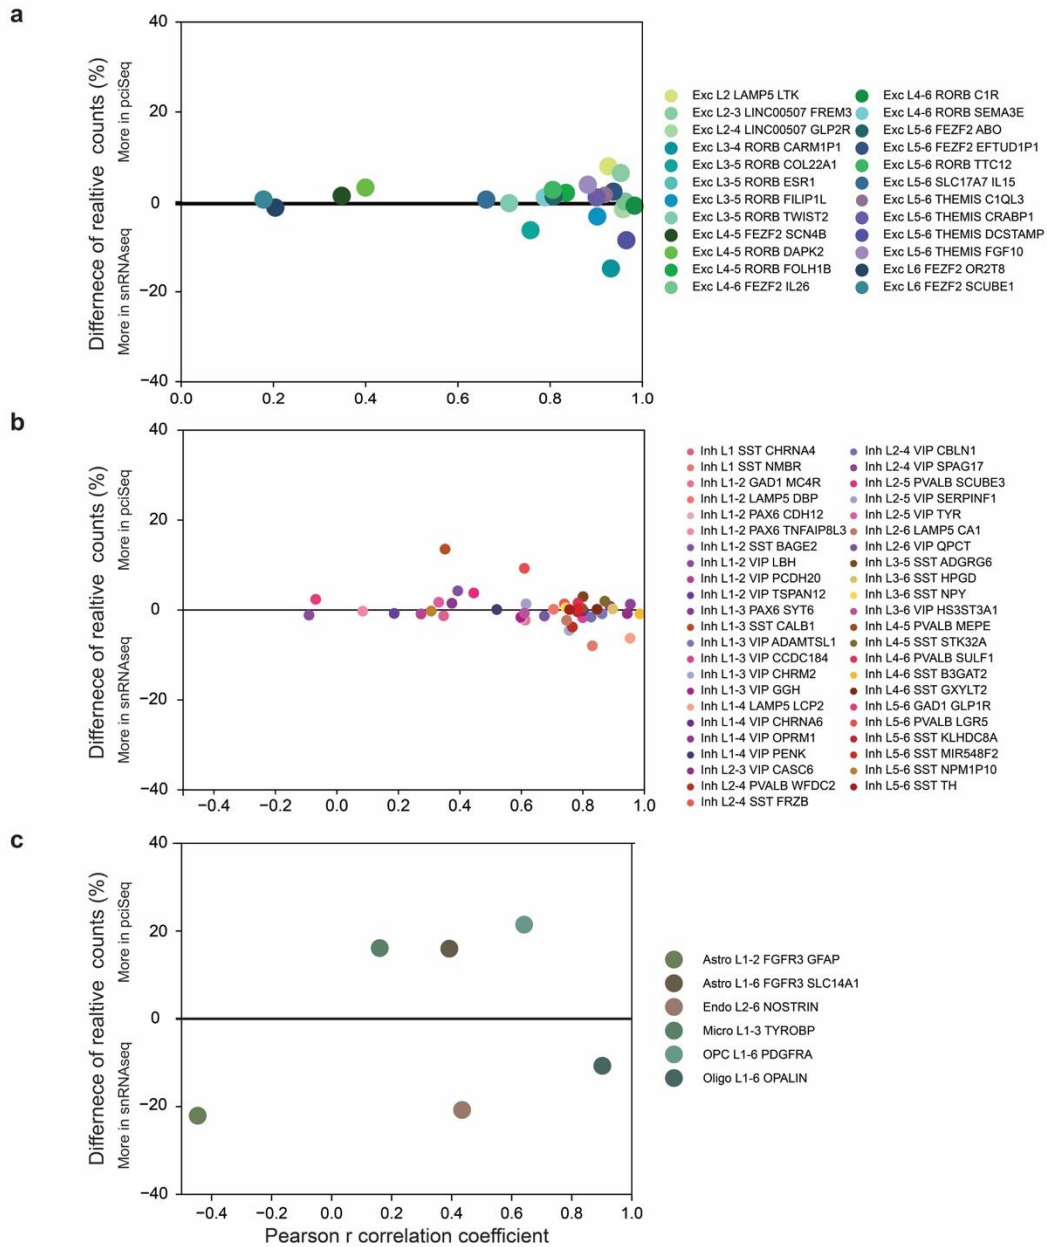 a
Differnece of realtive counts (%)
More in pciSeq
More in snRNAseq
40
20
0
−20
−40
0.0 0.2 0.4 0.6 0.8 1.0
Exc L2 LAMP5 LTK
Exc L2-3 LINC00507 FREM3
Exc L2-4 LINC00507 GLP2R
Exc L3-4 RORB CARM1P1
Exc L3-5 RORB COL22A1
Exc L3-5 RORB ESR1
Exc L3-5 RORB FILIP1L
Exc L3-5 RORB TWIST2
Exc L4-5 FEZF2 SCN4B
Exc L4-5 RORB DAPK2
Exc L4-5 RORB FOLH1B
Exc L4-6 FEZF2 IL26
Exc L4-6 RORB C1R
Exc L4-6 RORB SEMA3E
Exc L5-6 FEZF2 ABO
Exc L5-6 FEZF2 EFTUD1P1
Exc L5-6 RORB TTC12
Exc L5-6 SLC17A7 IL15
Exc L5-6 THEMIS C1QL3
Exc L5-6 THEMIS CRABP1
Exc L5-6 THEMIS DCSTAMP
Exc L5-6 THEMIS FGF10
Exc L6 FEZF2 OR2T8
Exc L6 FEZF2 SCUBE1
b
Differnece of realtive counts (%)
More in pciSeq
More in snRNAseq
40
20
0
−20
−40
−0.4 −0.2 0.0 0.2 0.4 0.6 0.8 1.0
Inh L1 SST CHRNA4
Inh L1 SST NMBR
Inh L1-2 GAD1 MC4R
Inh L1-2 LAMP5 DBP
Inh L1-2 PAX6 CDH12
Inh L1-2 PAX6 TNFAIP8L3
Inh L1-2 SST BAGE2
Inh L1-2 VIP LBH
Inh L1-2 VIP PCDH20
Inh L1-2 VIP TSPAN12
Inh L1-3 PAX6 SYT6
Inh L1-3 SST CALB1
Inh L1-3 VIP ADAMTSL1
Inh L1-3 VIP CCDC184
Inh L1-3 VIP CHRM2
Inh L1-3 VIP GGH
Inh L1-4 LAMP5 LCP2
Inh L1-4 VIP CHRNA6
Inh L1-4 VIP OPRM1
Inh L1-4 VIP PENK
Inh L2-3 VIP CASC6
Inh L2-4 PVALB WFDC2
Inh L2-4 SST FRZB
Inh L2-4 VIP CBLN1
Inh L2-4 VIP SPAG17
Inh L2-5 PVALB SCUBE3
Inh L2-5 VIP SERPINF1
Inh L2-5 VIP TYR
Inh L2-6 LAMP5 CA1
Inh L2-6 VIP QPCT
Inh L3-5 SST ADGRG6
Inh L3-6 SST HPGD
Inh L3-6 SST NPY
Inh L3-6 VIP HS3ST3A1
Inh L4-5 PVALB MEPE
Inh L4-5 SST STK32A
Inh L4-6 PVALB SULF1
Inh L4-6 SST B3GAT2
Inh L4-6 SST GXYLT2
Inh L5-6 GAD1 GLP1R
Inh L5-6 PVALB LGR5
Inh L5-6 SST KLHDC8A
Inh L5-6 SST MIR548F2
Inh L5-6 SST NPM1P10
Inh L5-6 SST TH
c
Differnece of realtive counts (%)
More in pciSeq
More in snRNAseq
40
20
0
−20
−40
−0.4 −0.2 0.0 0.2 0.4 0.6 0.8 1.0
Pearson r correlation coefficient
Astro L1-2 FGFR3 GFAP
Astro L1-6 FGFR3 SLC14A1
Endo L2-6 NOSTRIN
Micro L1-3 TYROBP
OPC L1-6 PDGFRA
Oligo L1-6 OPALIN